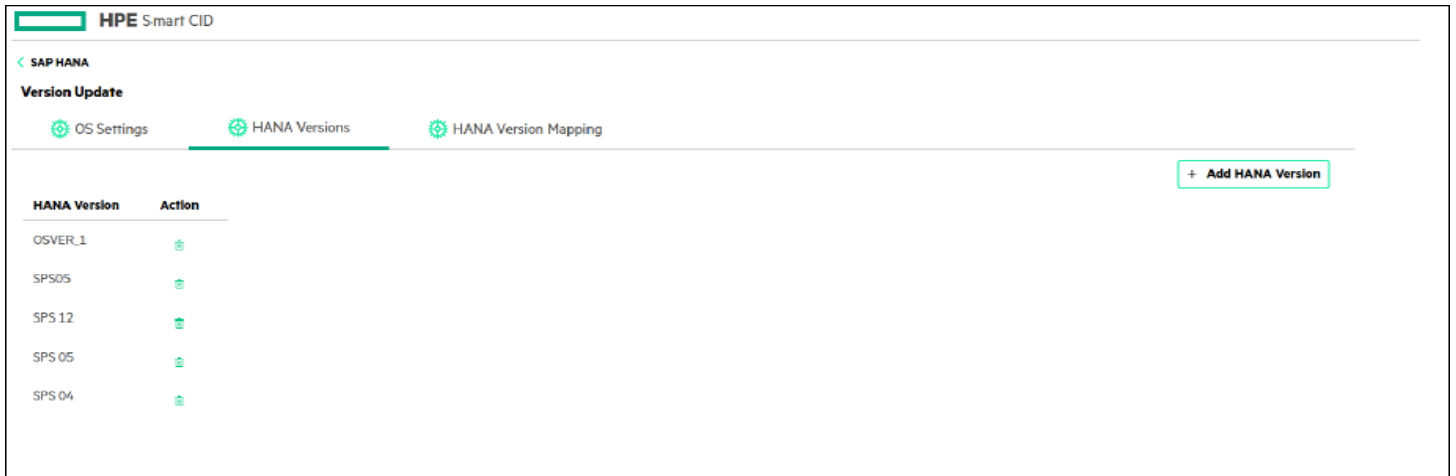 HPE Smart CID
< SAP HANA
Version Update
OS Settings HANA Versions HANA Version Mapping
+ Add HANA Version
HANA Version Action
OSVER_1
SPS05
SPS 12
SPS 05
SPS 04